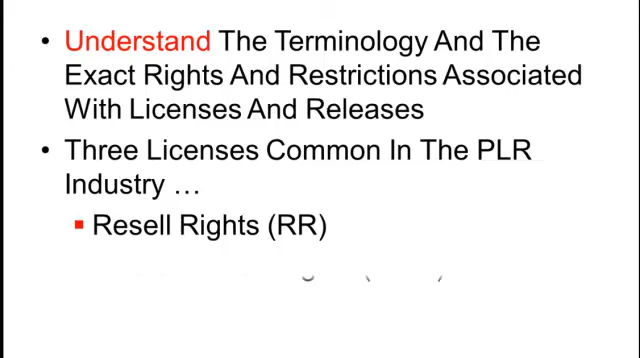 • Understand The Terminology And The
Exact Rights And Restrictions Associated
With Licenses And Releases
• Three Licenses Common In The PLR
Industry …
▪ Resell Rights (RR)